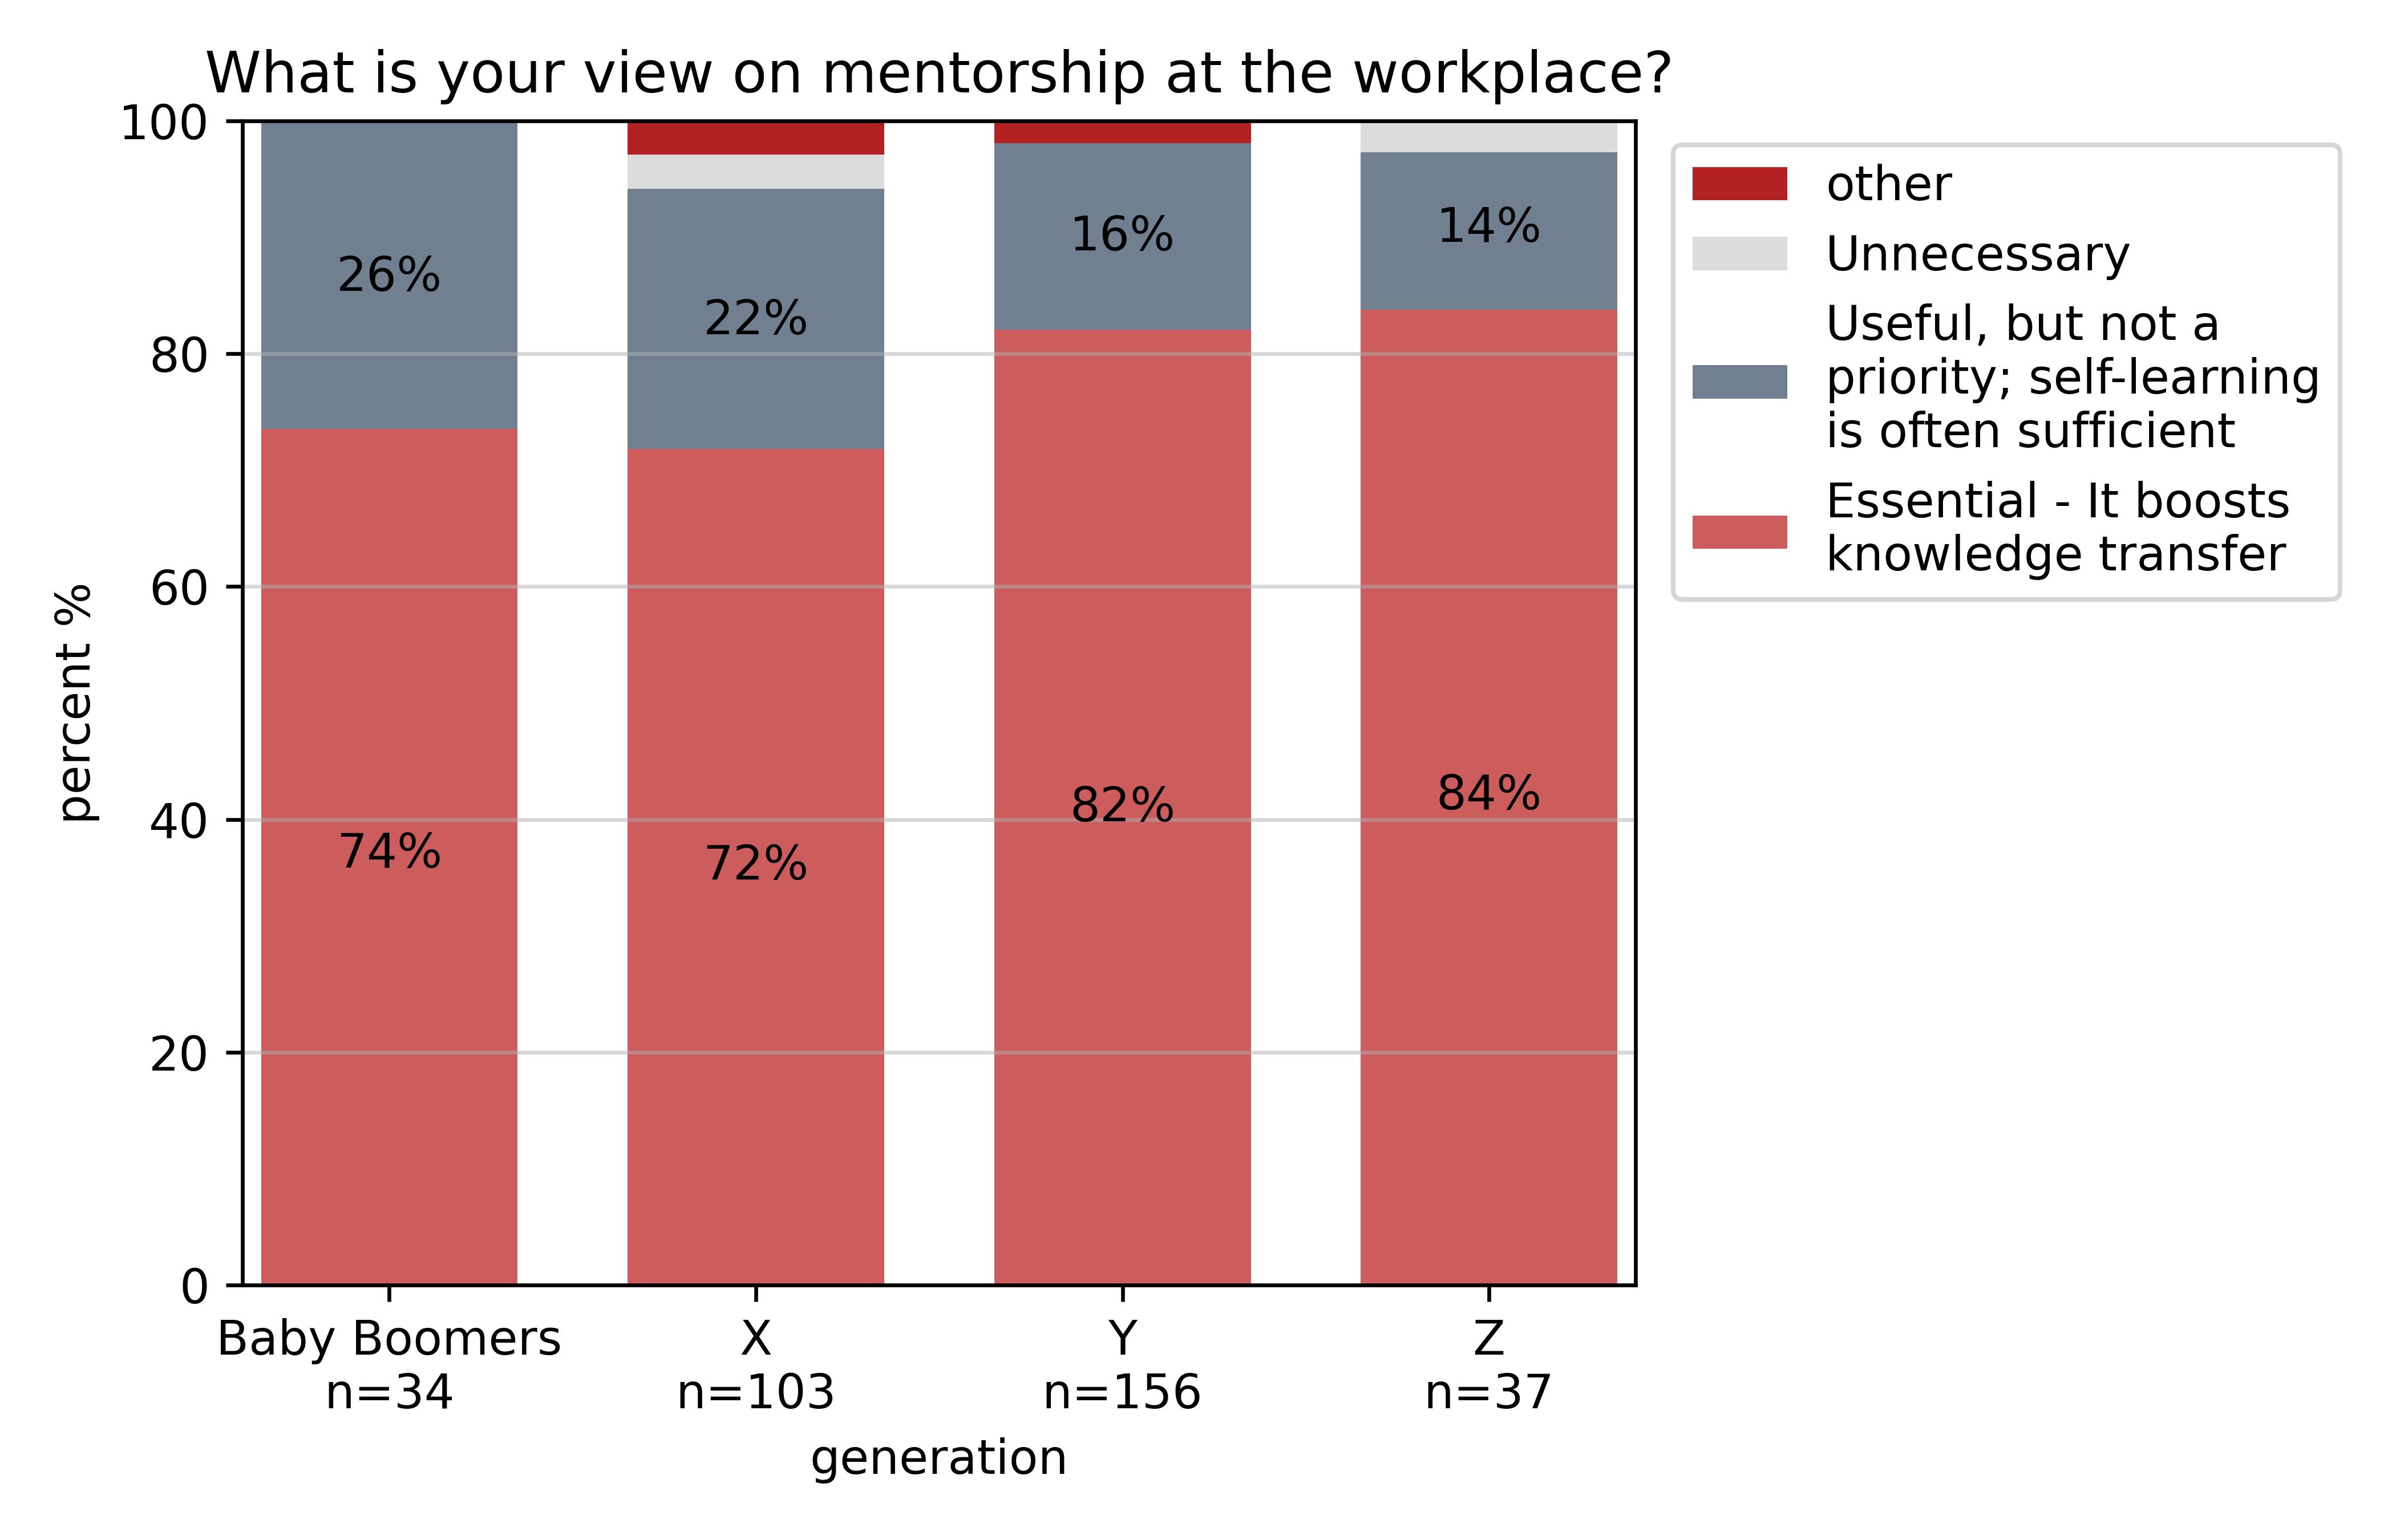 What is your view on mentorship at the workplace?
100
80
60
40
20
0
percent %
26%
22%
16%
14%
74%
72%
82%
84%
Baby Boomers
n=34
X
n=103
Y
n=156
Z
n=37
generation
other
Unnecessary
Useful, but not a
priority; self-learning
is often sufficient
Essential - It boosts
knowledge transfer